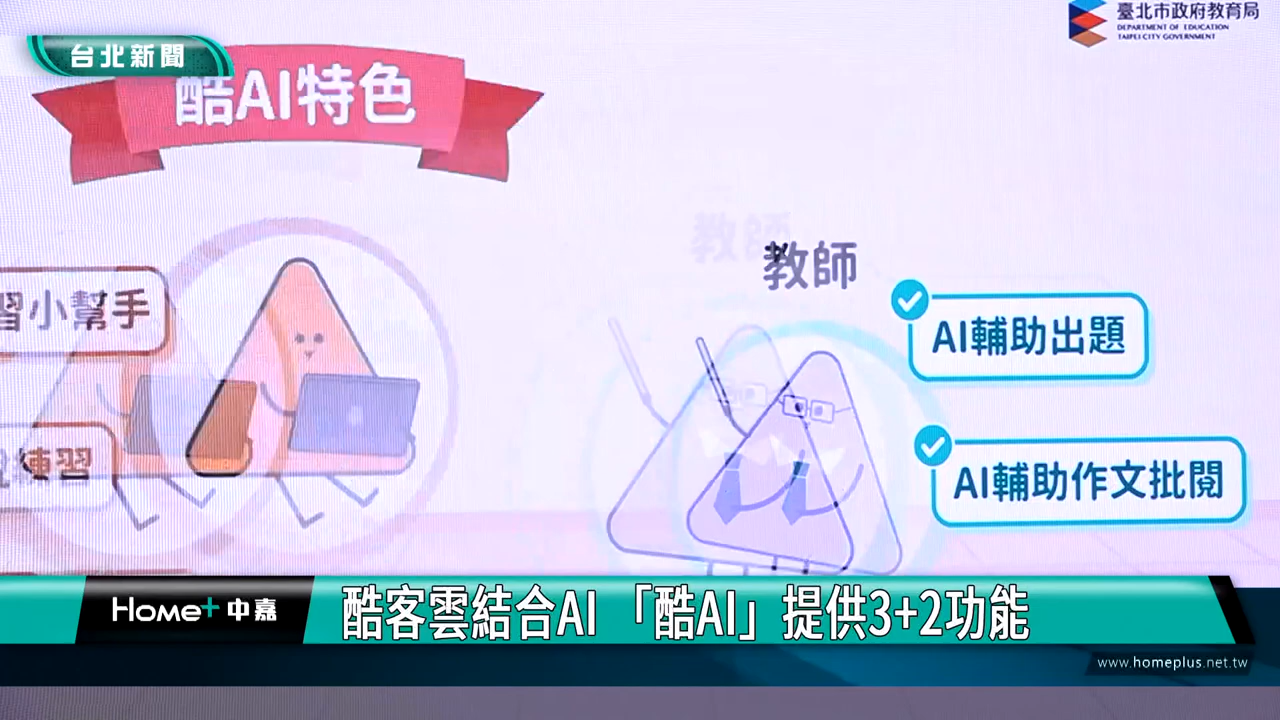 臺北市政府教育局
DEPARTMENT OF EDUCATION
TAIPEI CITY GOVERNMENT
台北新聞
酷AI特色
教師
教師
習小幫手
AI輔助出題
練習
AI輔助作文批閱
Home+中嘉
酷客雲結合AI「酷AI」提供3+2功能
www.homeplus.net.tw